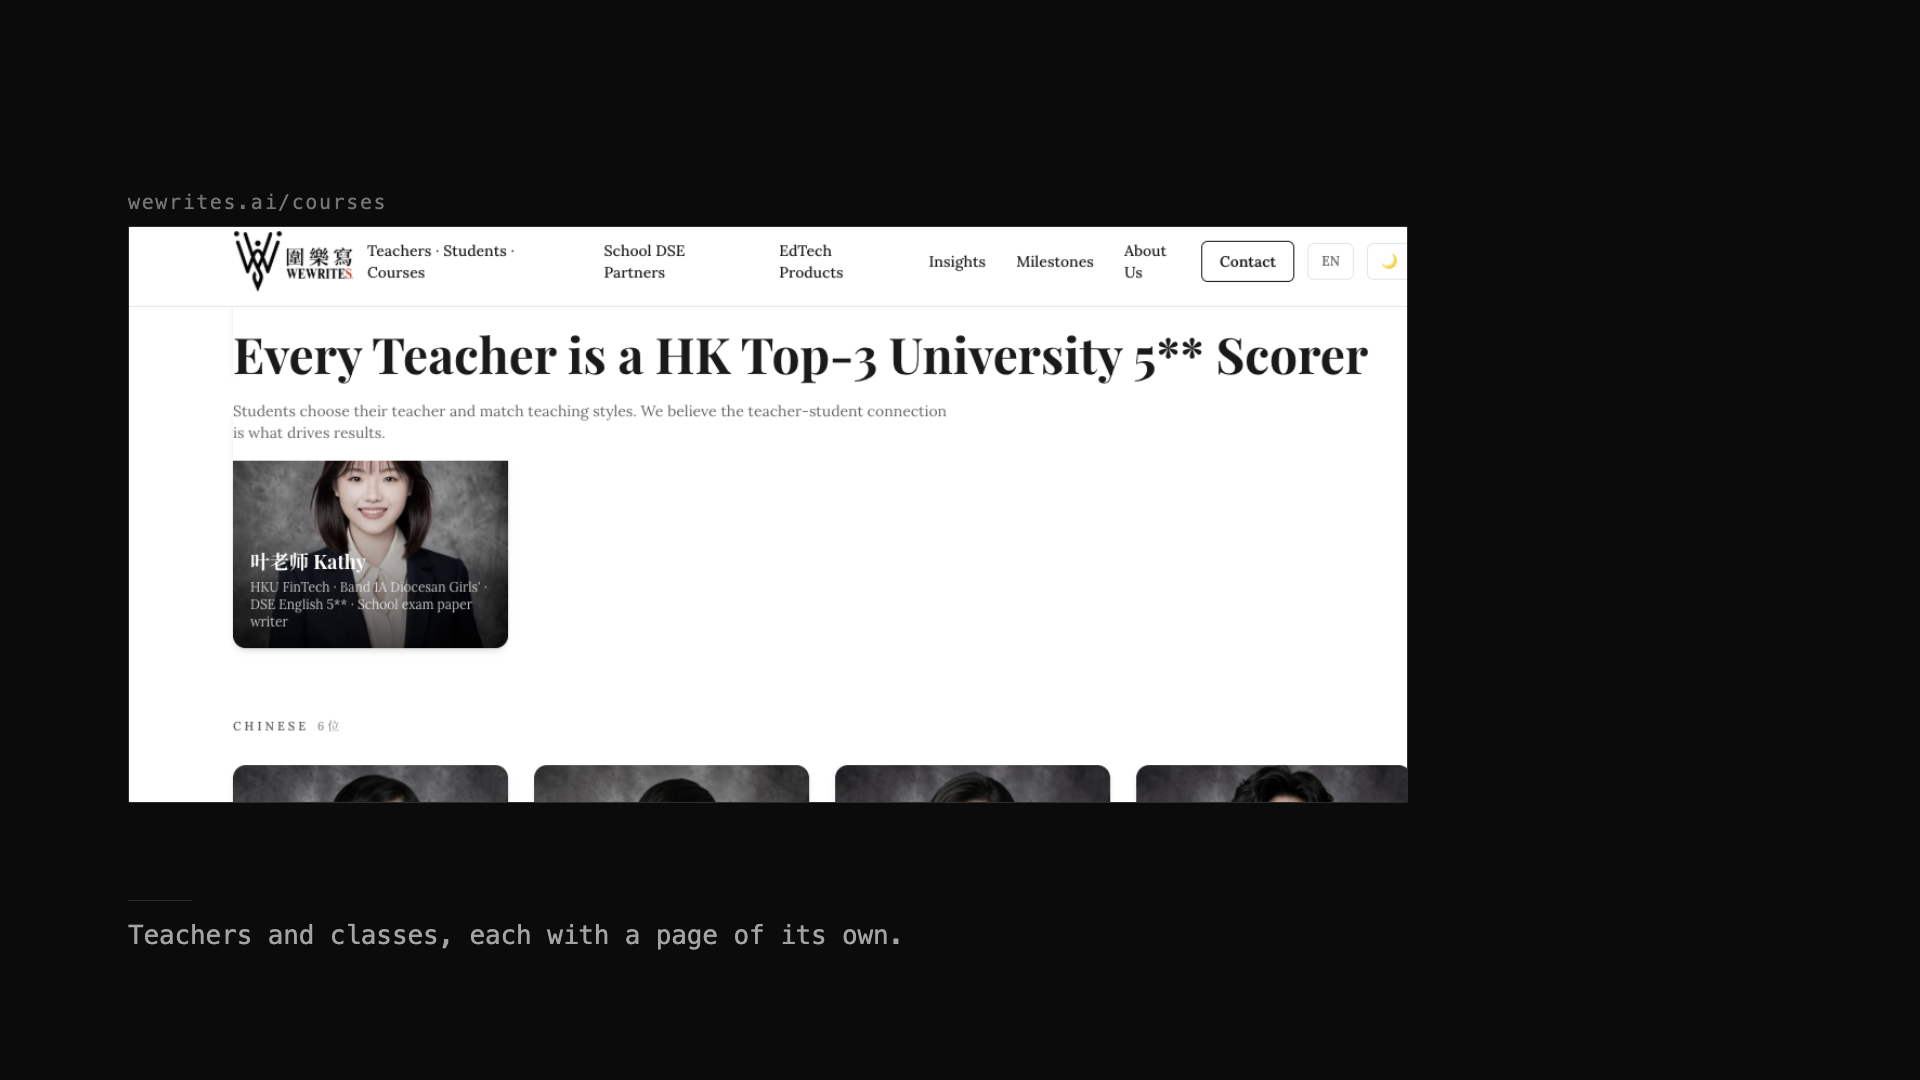 wewrites.ai/courses
圍樂寫
WEWRITES
Teachers · Students ·
Courses
School DSE
Partners
EdTech
Products
Insights
Milestones
About
Us
Contact
EN
Every Teacher is a HK Top-3 University 5** Scorer
Students choose their teacher and match teaching styles. We believe the teacher-student connection
is what drives results.
叶老师 Kathy
HKU FinTech · Band 1A Diocesan Girls' ·
DSE English 5** · School exam paper
writer
CHINESE 6位
Teachers and classes, each with a page of its own.